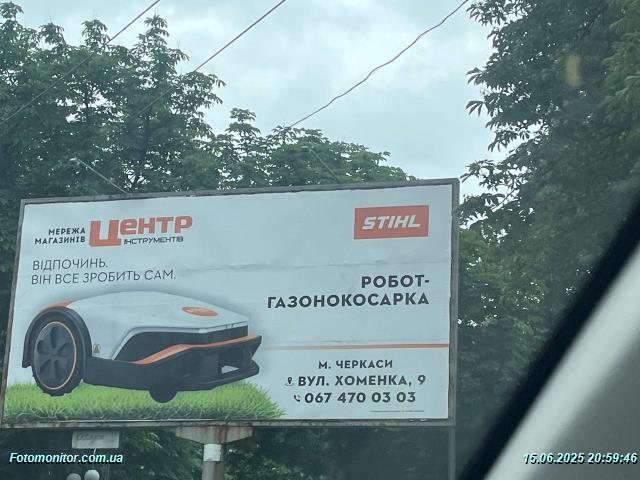 МЕРЕЖА
МАГАЗИНІВ
ЦЕНТР
ІНСТРУМЕНТІВ
STIHL
ВІДПОЧИНЬ.
ВІН ВСЕ ЗРОБИТЬ САМ.
РОБОТ-
ГАЗОНОКОСАРКА
М. ЧЕРКАСИ
ВУЛ. ХОМЕНКА, 9
067 470 03 03
Fotomonitor.com.ua
15.06.2025 20:59:46